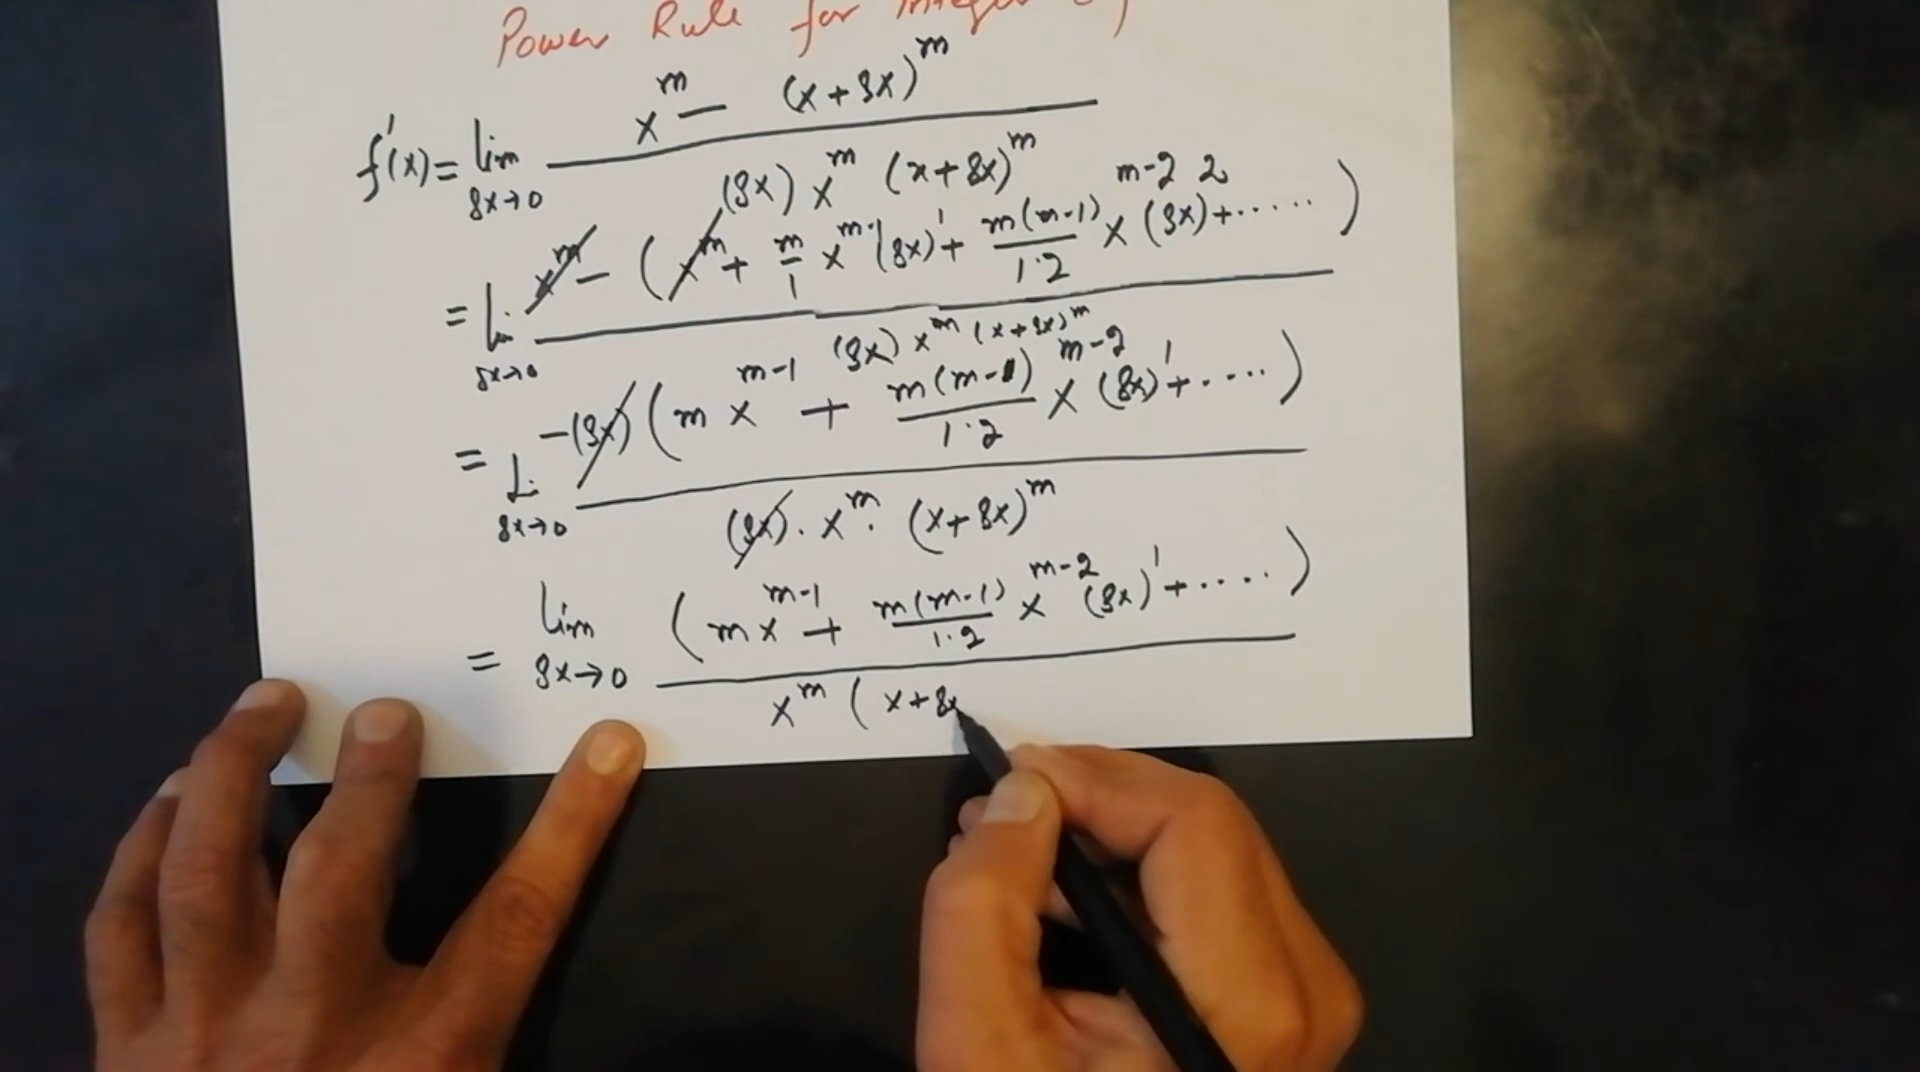 Power Rule for Integer
f'(x) = lim δx→0 (x^m − (x+δx)^m) / ((δx) x^m (x+δx)^m)
= lim δx→0 (x^m − (x^m + m/1 x^(m-1) (δx)^1 + m(m-1)/1·2 x^(m-2) (δx)^2 + ......)) / ((δx) x^m (x+δx)^m)
= Li δx→0 −(δx) (m x^(m-1) + m(m-1)/1·2 x^(m-2) (δx)^1 + ....) / ((δx) · x^m · (x+δx)^m)
= lim δx→0 (m x^(m-1) + m(m-1)/1·2 x^(m-2) (δx)^1 + .....) / x^m (x+δx